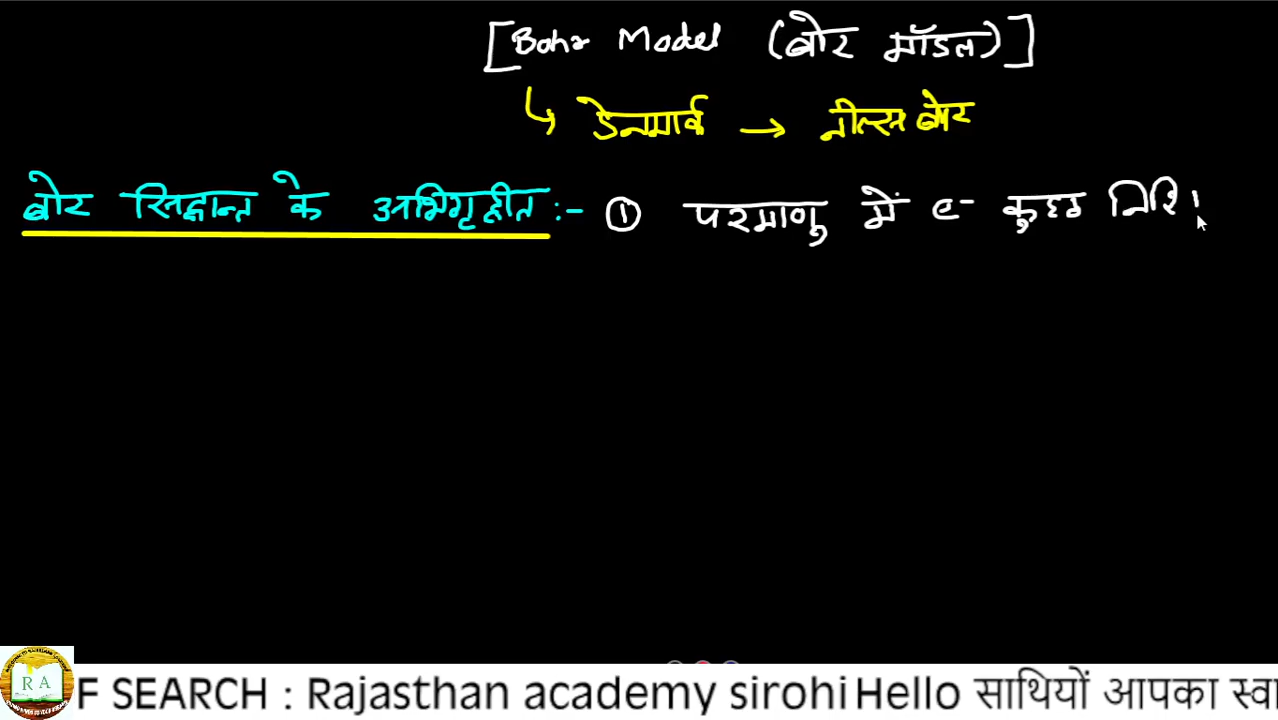 [Bohr Model (बोर मॉडल)]
↳ डेनमार्क → नील्स बोर
बोर सिद्धान्त के अभिगृहीत :- ① परमाणु में e- कुछ
R A
F SEARCH : Rajasthan academy sirohi Hello साथियों आपका स्वा